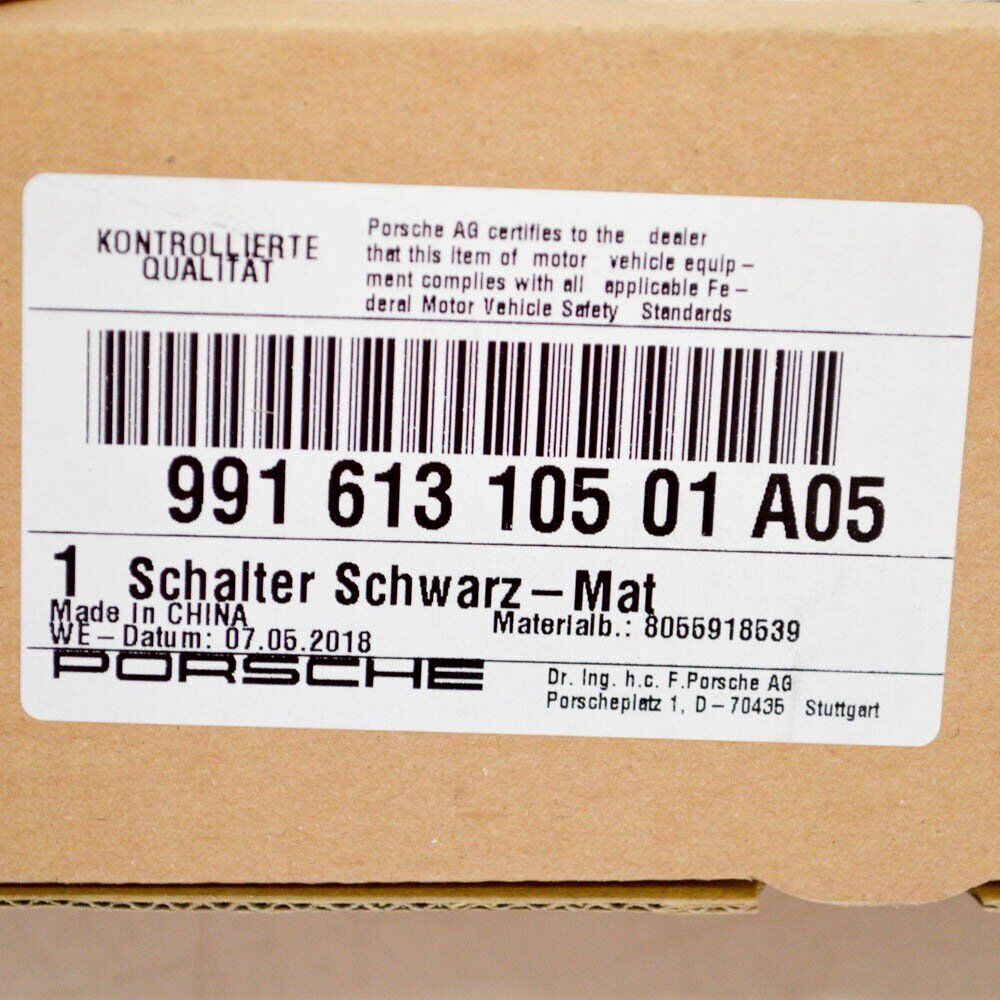 KONTROLLIERTE
QUALITÄT
Porsche AG certifies to the dealer
that this item of motor vehicle equip –
ment complies with all applicable Fe –
deral Motor Vehicle Safety Standards
991 613 105 01 A05
1 Schalter Schwarz – Mat
Made in CHINA
WE – Datum: 07.05.2018
Materialb.: 8055918539
PORSCHE
Dr. Ing. h.c. F.Porsche AG
Porscheplatz 1, D – 70435 Stuttgart